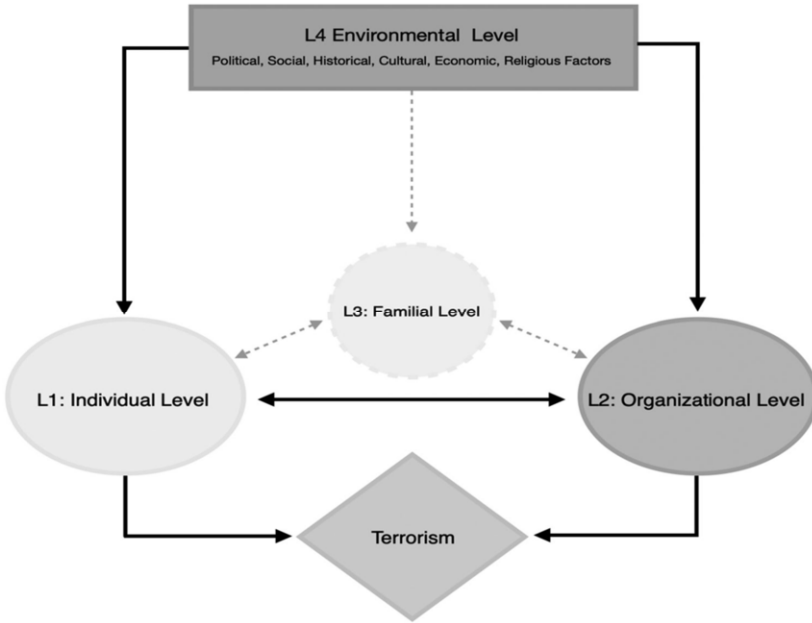 L4 Environmental Level
Political, Social, Historical, Cultural, Economic, Religious Factors
L3: Familial Level
L1: Individual Level
L2: Organizational Level
Terrorism